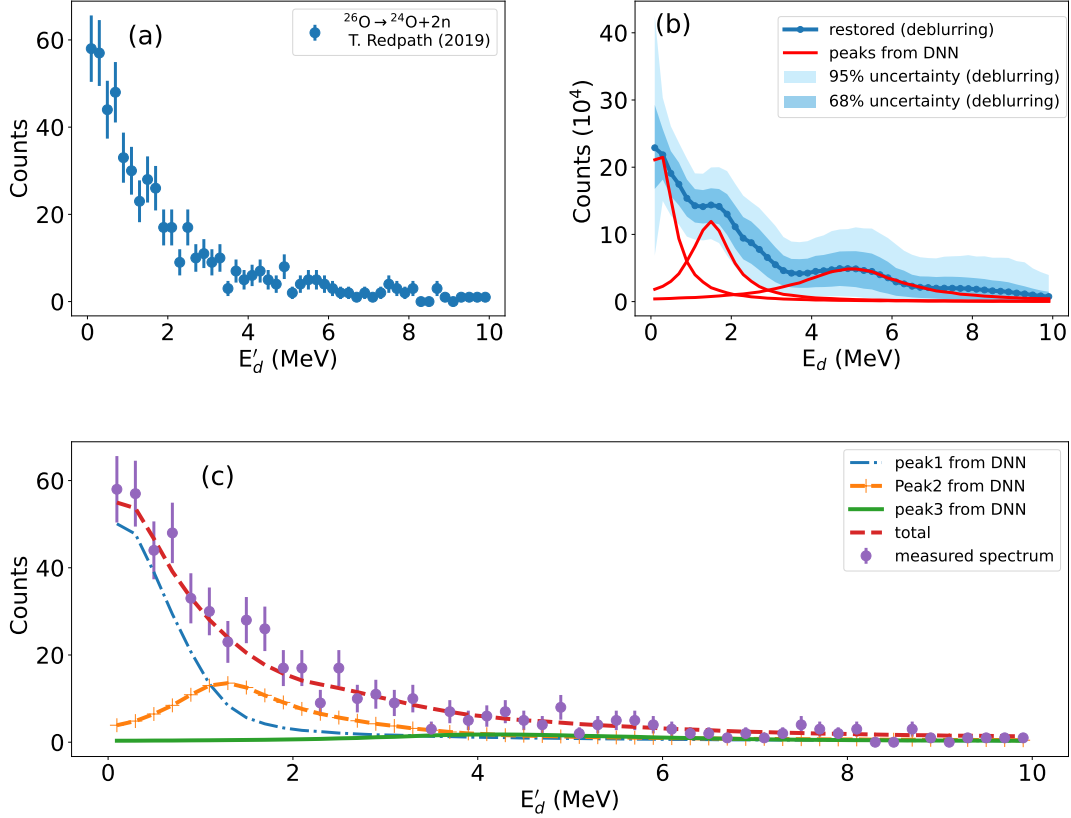 (a)
²⁶O→²⁴O+2n
T. Redpath (2019)
60
40
20
0
Counts
0 2 4 6 8 10
E′d (MeV)
(b)
restored (deblurring)
peaks from DNN
95% uncertainty (deblurring)
68% uncertainty (deblurring)
40
30
20
10
0
Counts (10⁴)
0 2 4 6 8 10
Ed (MeV)
(c)
peak1 from DNN
Peak2 from DNN
peak3 from DNN
total
measured spectrum
60
40
20
0
Counts
0 2 4 6 8 10
E′d (MeV)